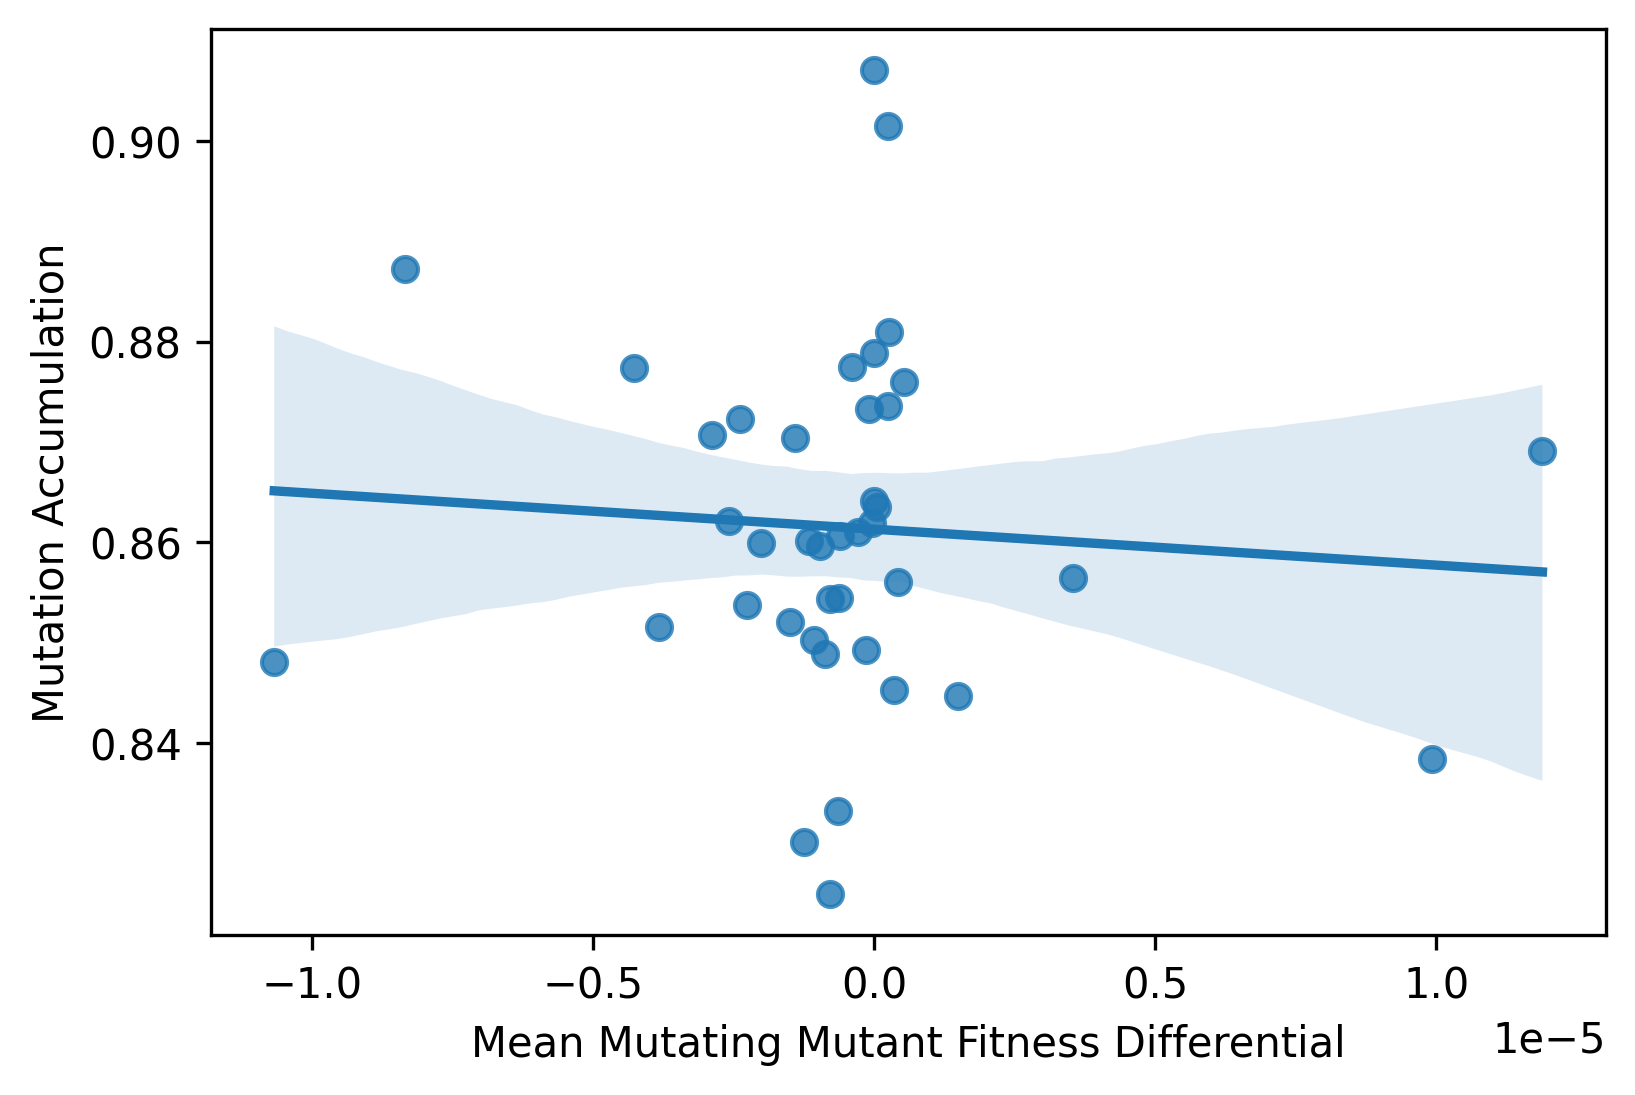 Mutation Accumulation
0.90
0.88
0.86
0.84
−1.0 −0.5 0.0 0.5 1.0
1e−5
Mean Mutating Mutant Fitness Differential